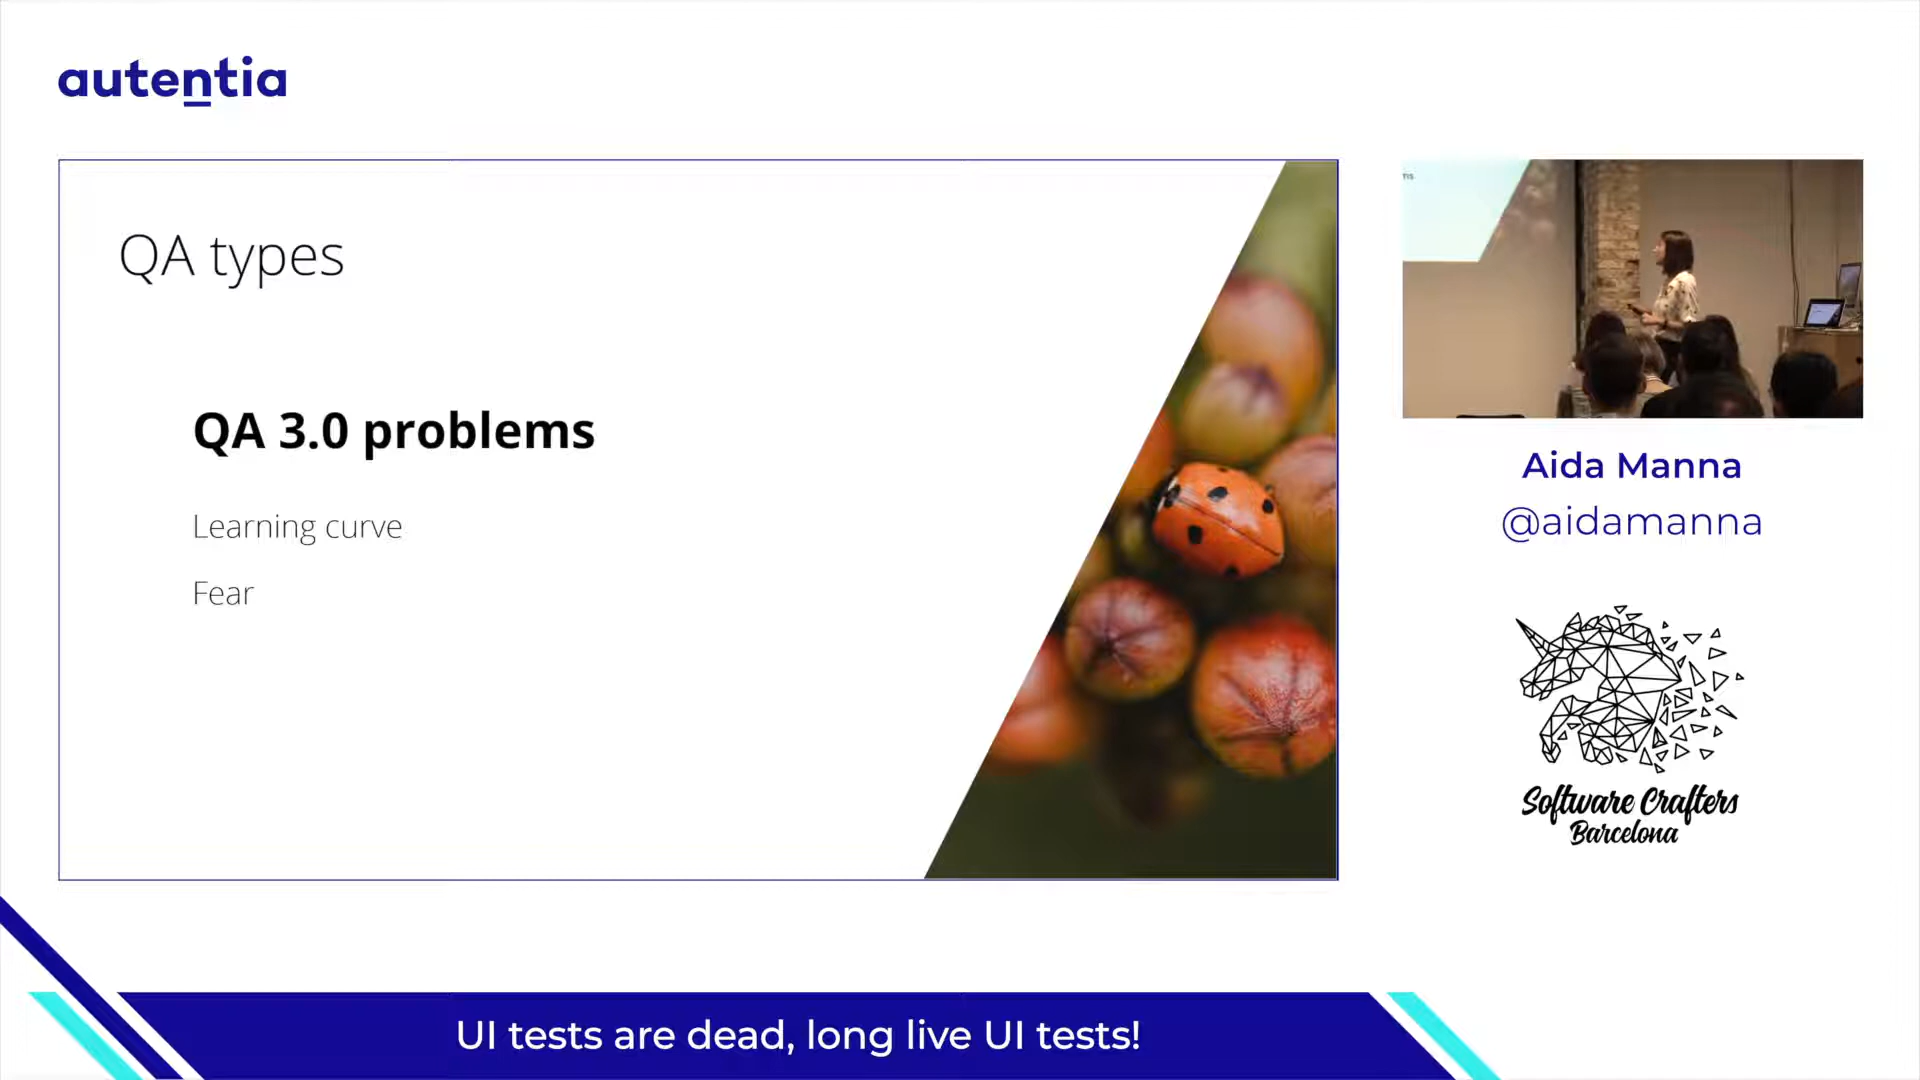 autentia
QA types
QA 3.0 problems
Learning curve
Fear
Aida Manna
@aidamanna
Software Crafters
Barcelona
UI tests are dead, long live UI tests!